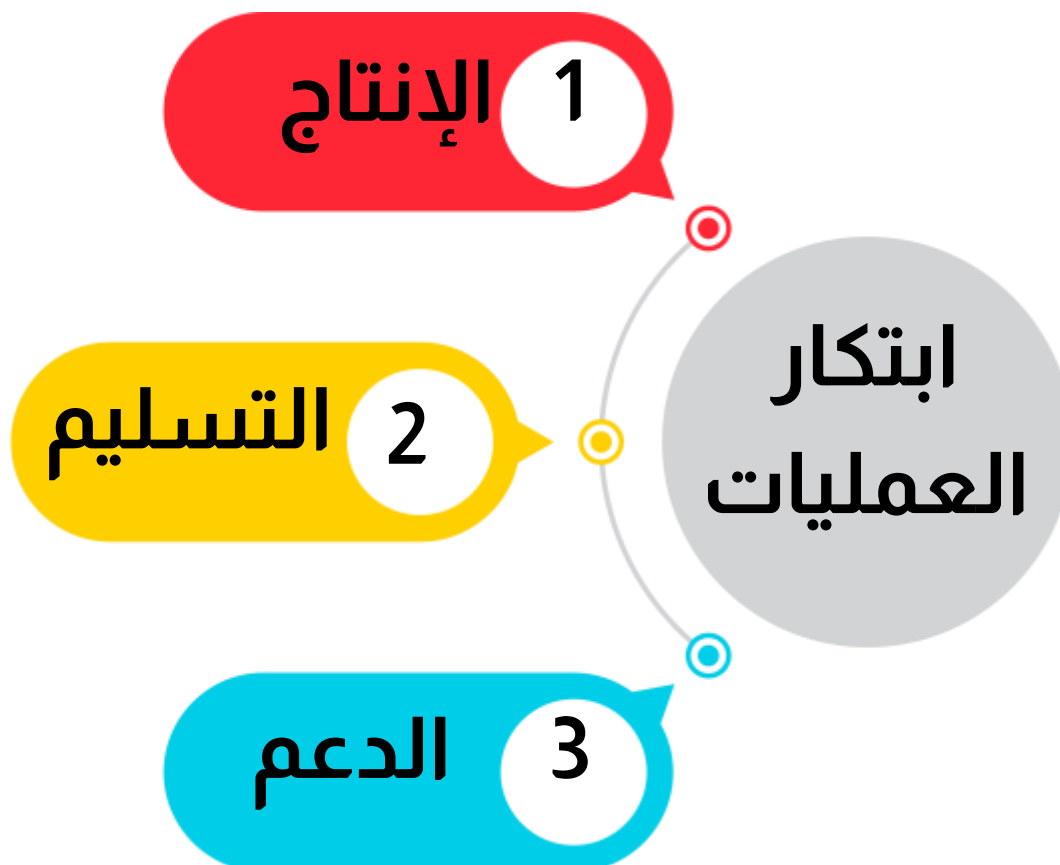 ابتكار
العمليات
1
الإنتاج
2
التسليم
3
الدعم